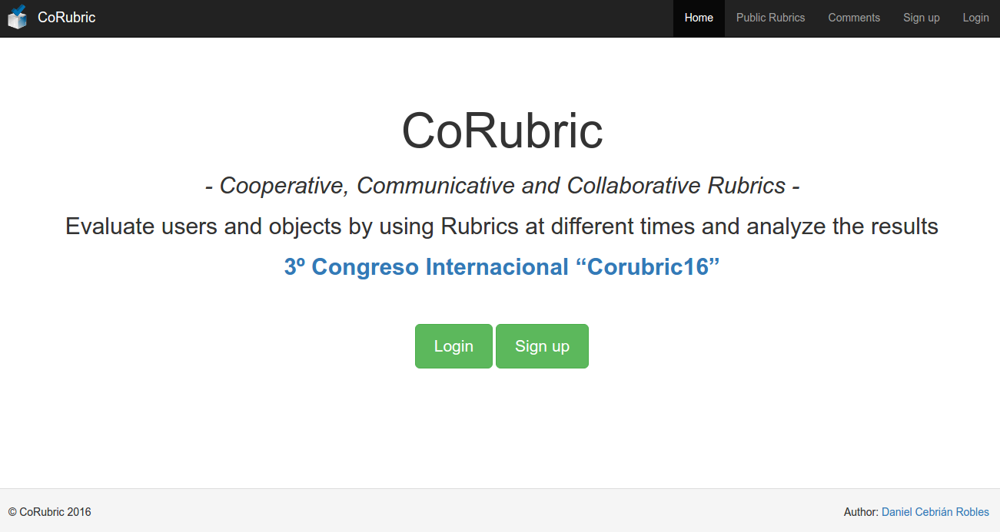 CoRubric
Home Public Rubrics Comments Sign up Login
CoRubric
- Cooperative, Communicative and Collaborative Rubrics -
Evaluate users and objects by using Rubrics at different times and analyze the results
3º Congreso Internacional “Corubric16”
Login Sign up
© CoRubric 2016
Author: Daniel Cebrián Robles